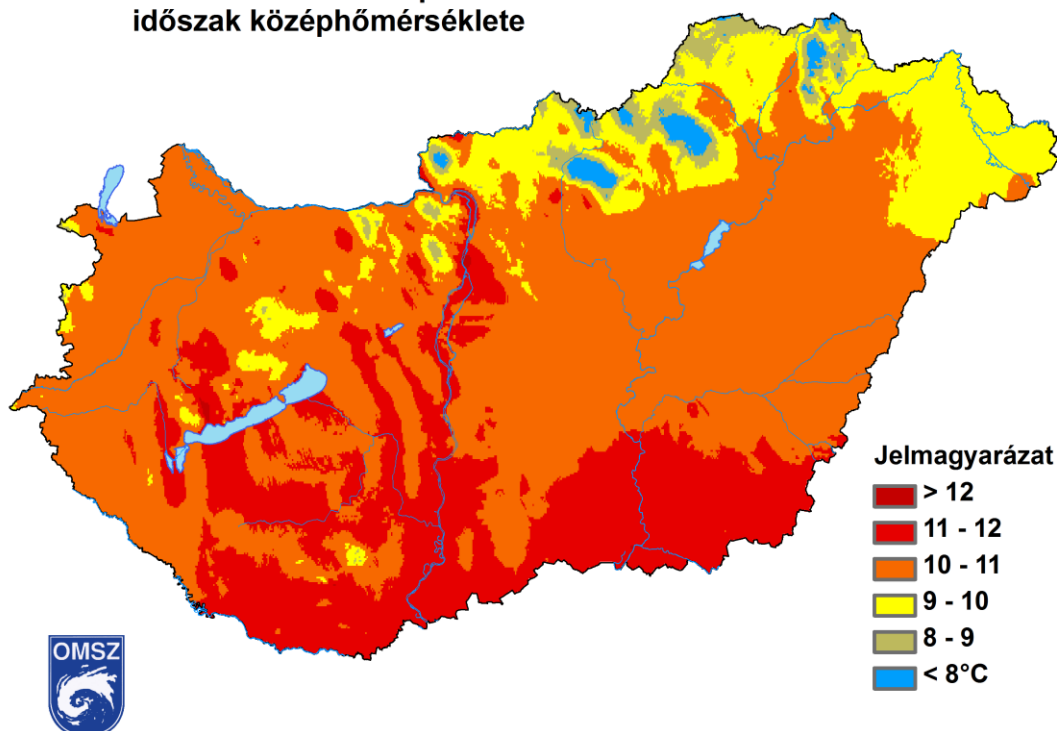 időszak középhőmérséklete
Jelmagyarázat
> 12
11 - 12
10 - 11
9 - 10
8 - 9
< 8°C
OMSZ